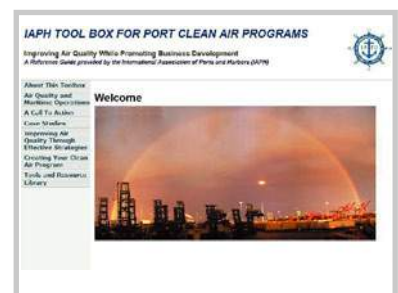 IAPH TOOL BOX FOR PORT CLEAN AIR PROGRAMS
Improving Air Quality While Promoting Business Development
A Reference Guide provided by the International Association of Ports and Harbors (IAPH)
About This Toolbox
Air Quality and
Maritime Operations
A Call To Action
Case Studies
Improving Air
Quality Through
Effective Strategies
Creating Your Clean
Air Program
Tools and Resource
Library
Welcome